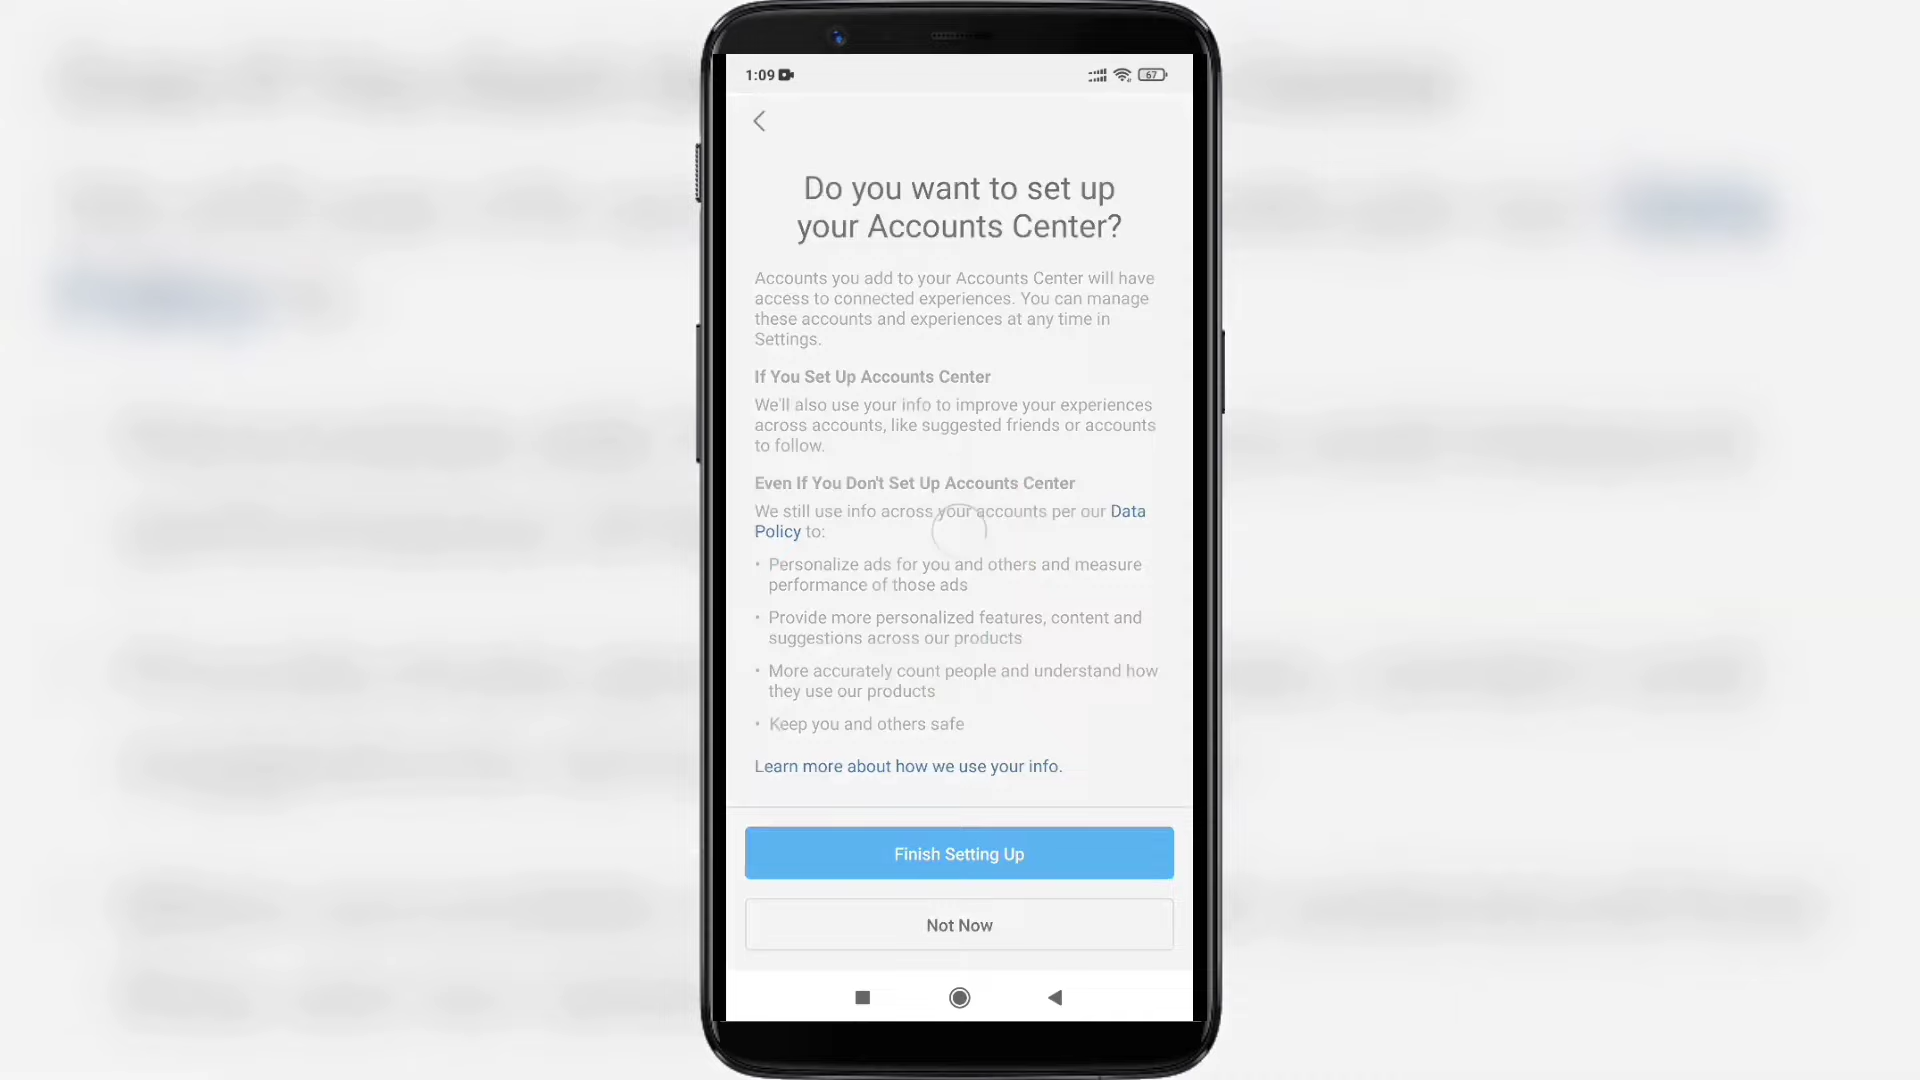 1:09
67
Do you want to set up
your Accounts Center?
Accounts you add to your Accounts Center will have
access to connected experiences. You can manage
these accounts and experiences at any time in
Settings.
If You Set Up Accounts Center
We'll also use your info to improve your experiences
across accounts, like suggested friends or accounts
to follow.
Even If You Don't Set Up Accounts Center
We still use info across your accounts per our Data
Policy to:
• Personalize ads for you and others and measure
performance of those ads
• Provide more personalized features, content and
suggestions across our products
• More accurately count people and understand how
they use our products
• Keep you and others safe
Learn more about how we use your info.
Finish Setting Up
Not Now